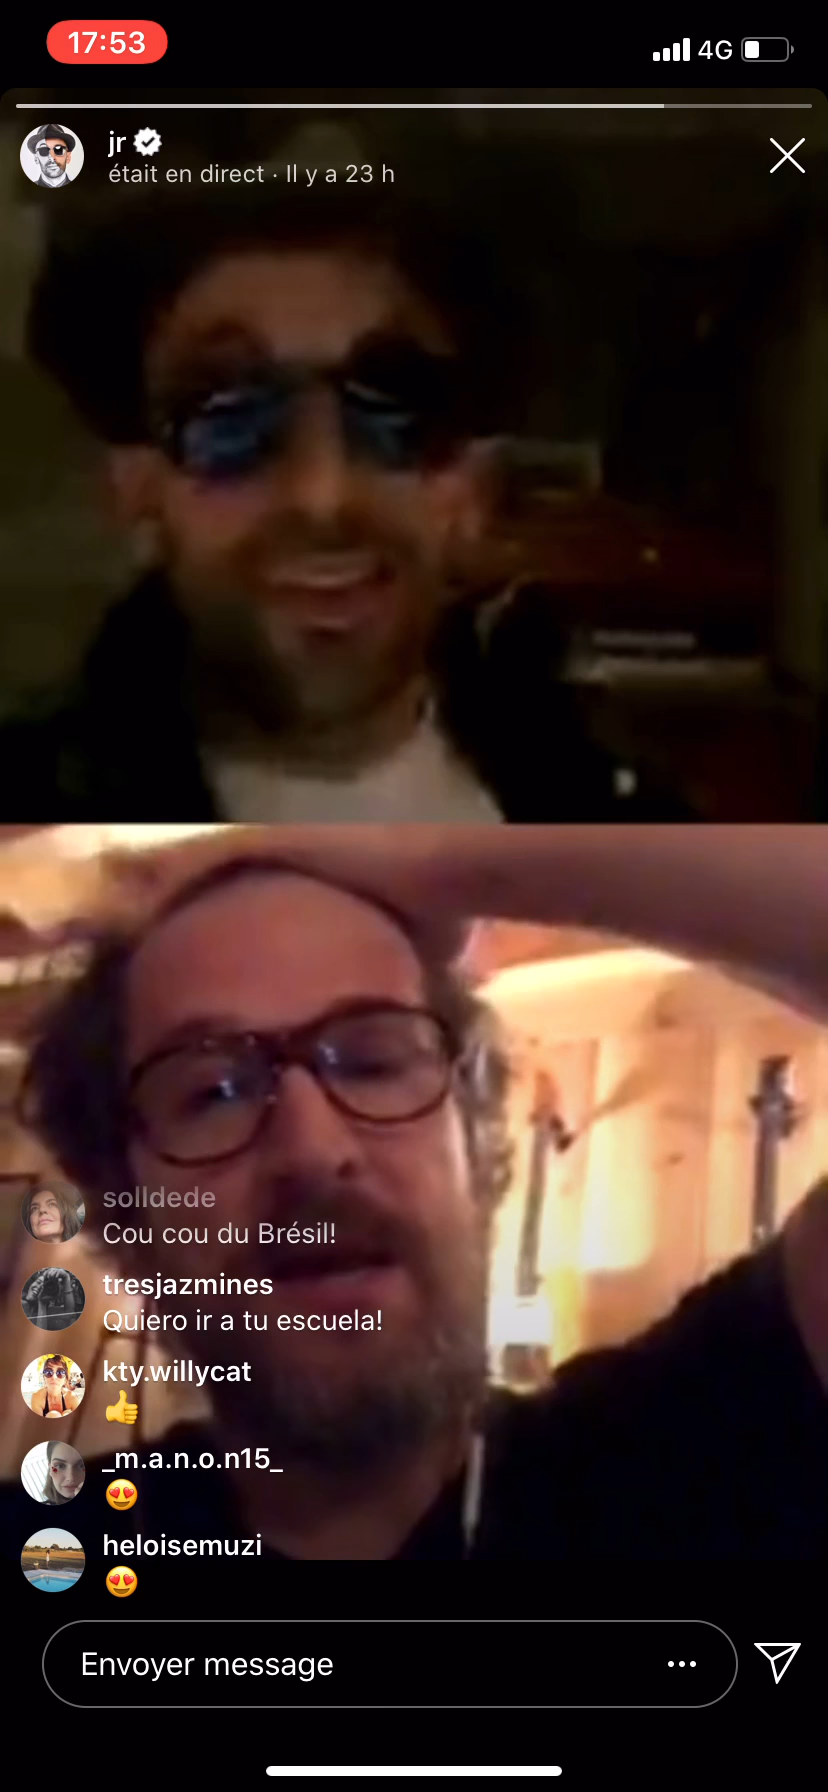 17:53
4G
jr
était en direct · Il y a 23 h
solldede
Cou cou du Brésil!
tresjazmines
Quiero ir a tu escuela!
kty.willycat
👍
_m.a.n.o.n15_
😍
heloisemuzi
😍
Envoyer message